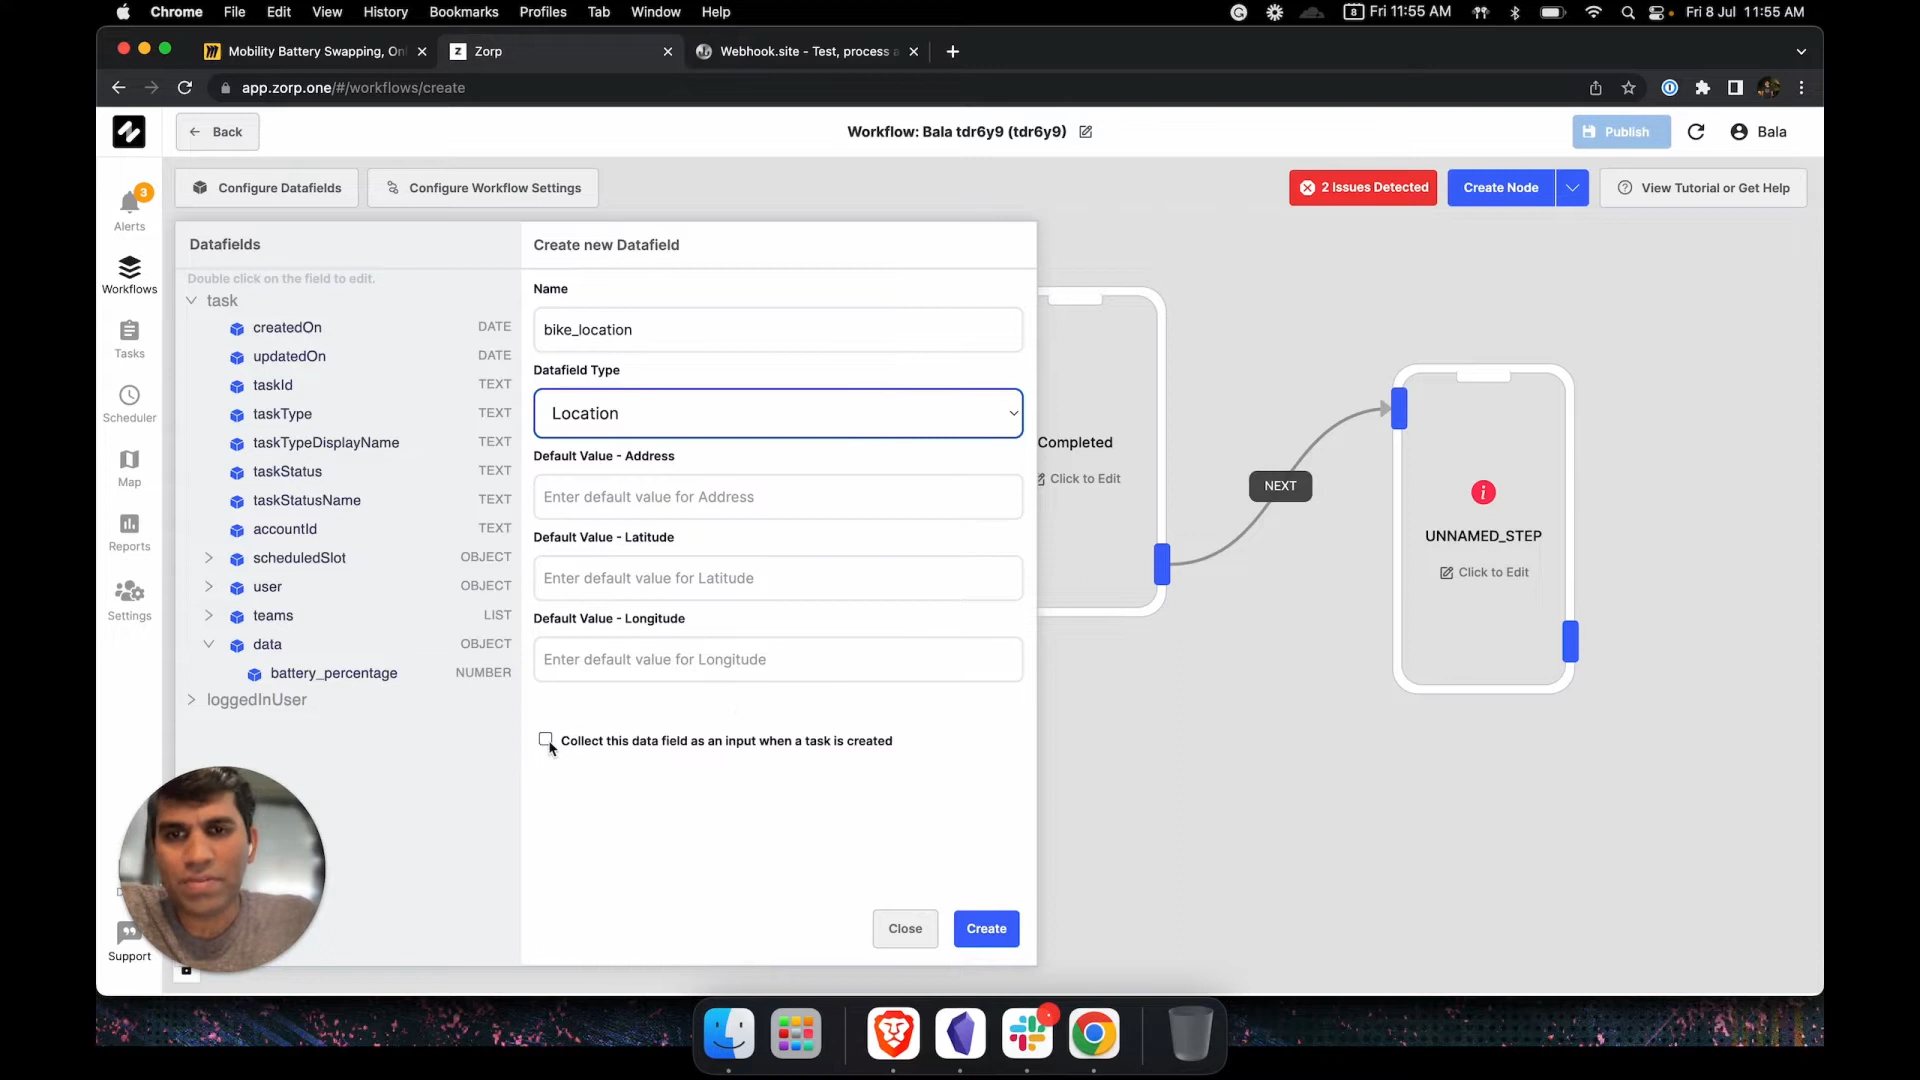 Chrome File Edit View History Bookmarks Profiles Tab Window Help 8 Fri 11:55 AM Fri 8 Jul 11:55 AM
Mobility Battery Swapping, Onl Zorp Webhook.site - Test, process a
app.zorp.one/#/workflows/create
Back Workflow: Bala tdr6y9 (tdr6y9) Publish Bala
3
Alerts
Workflows
Tasks
Scheduler
Map
Reports
Settings
Support
Configure Datafields Configure Workflow Settings 2 Issues Detected Create Node View Tutorial or Get Help
Datafields
Double click on the field to edit.
task
createdOn DATE
updatedOn DATE
taskId TEXT
taskType TEXT
taskTypeDisplayName TEXT
taskStatus TEXT
taskStatusName TEXT
accountId TEXT
scheduledSlot OBJECT
user OBJECT
teams LIST
data OBJECT
battery_percentage NUMBER
loggedInUser
Create new Datafield
Name
bike_location
Datafield Type
Location
Default Value - Address
Enter default value for Address
Default Value - Latitude
Enter default value for Latitude
Default Value - Longitude
Enter default value for Longitude
Collect this data field as an input when a task is created
Close Create
Completed
Click to Edit
NEXT
UNNAMED_STEP
Click to Edit